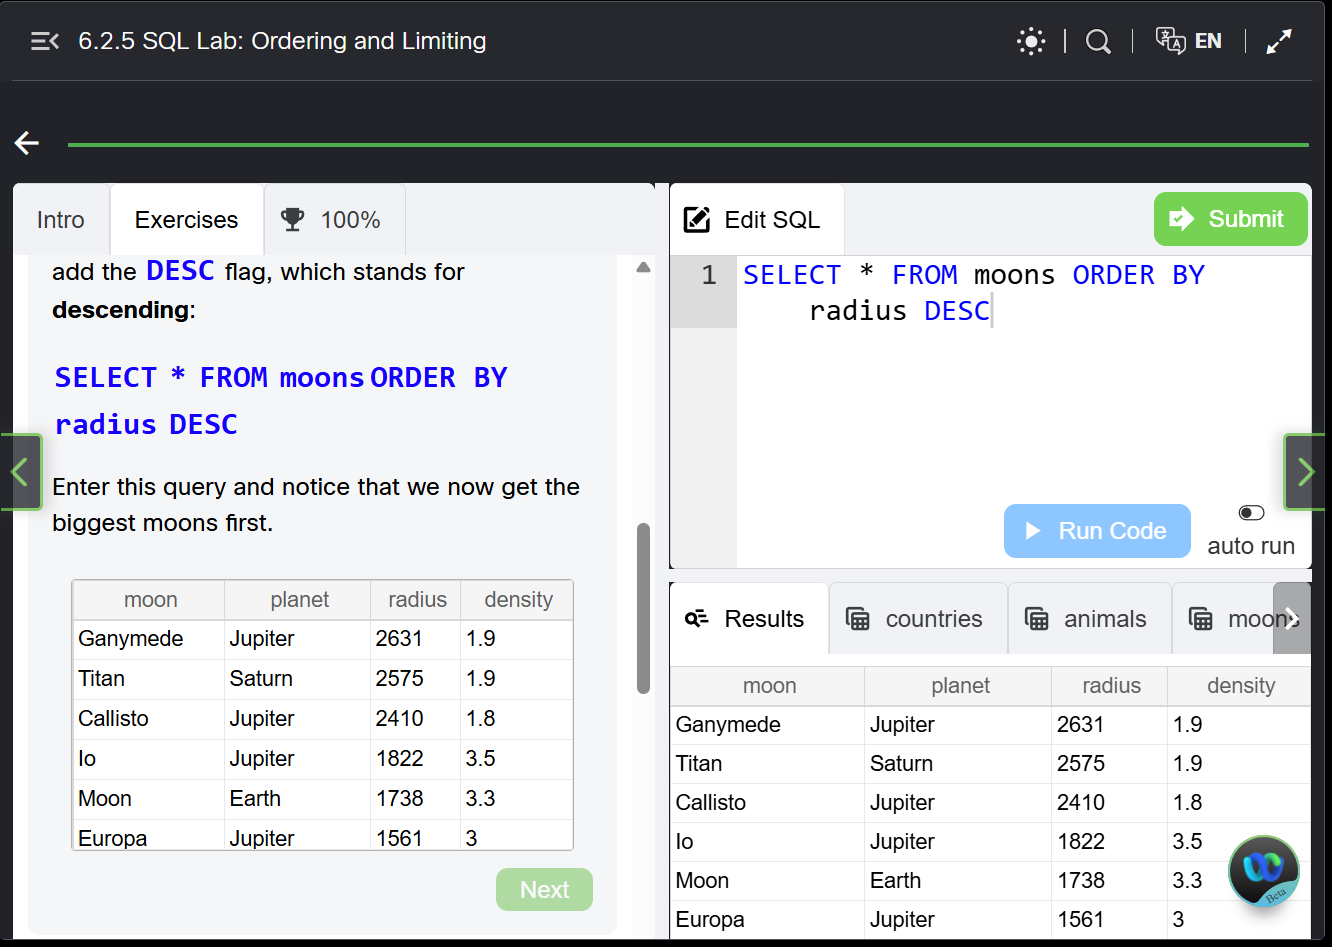 6.2.5 SQL Lab: Ordering and Limiting
EN
Intro
Exercises
100%
add the DESC flag, which stands for
descending:
SELECT * FROM moons ORDER BY
radius DESC
Enter this query and notice that we now get the
biggest moons first.
moon planet radius density
Ganymede Jupiter 2631 1.9
Titan Saturn 2575 1.9
Callisto Jupiter 2410 1.8
Io Jupiter 1822 3.5
Moon Earth 1738 3.3
Europa Jupiter 1561 3
Next
Edit SQL
Submit
1 SELECT * FROM moons ORDER BY
radius DESC
Run Code
auto run
Results
countries
animals
moons
moon planet radius density
Ganymede Jupiter 2631 1.9
Titan Saturn 2575 1.9
Callisto Jupiter 2410 1.8
Io Jupiter 1822 3.5
Moon Earth 1738 3.3
Europa Jupiter 1561 3
Beta